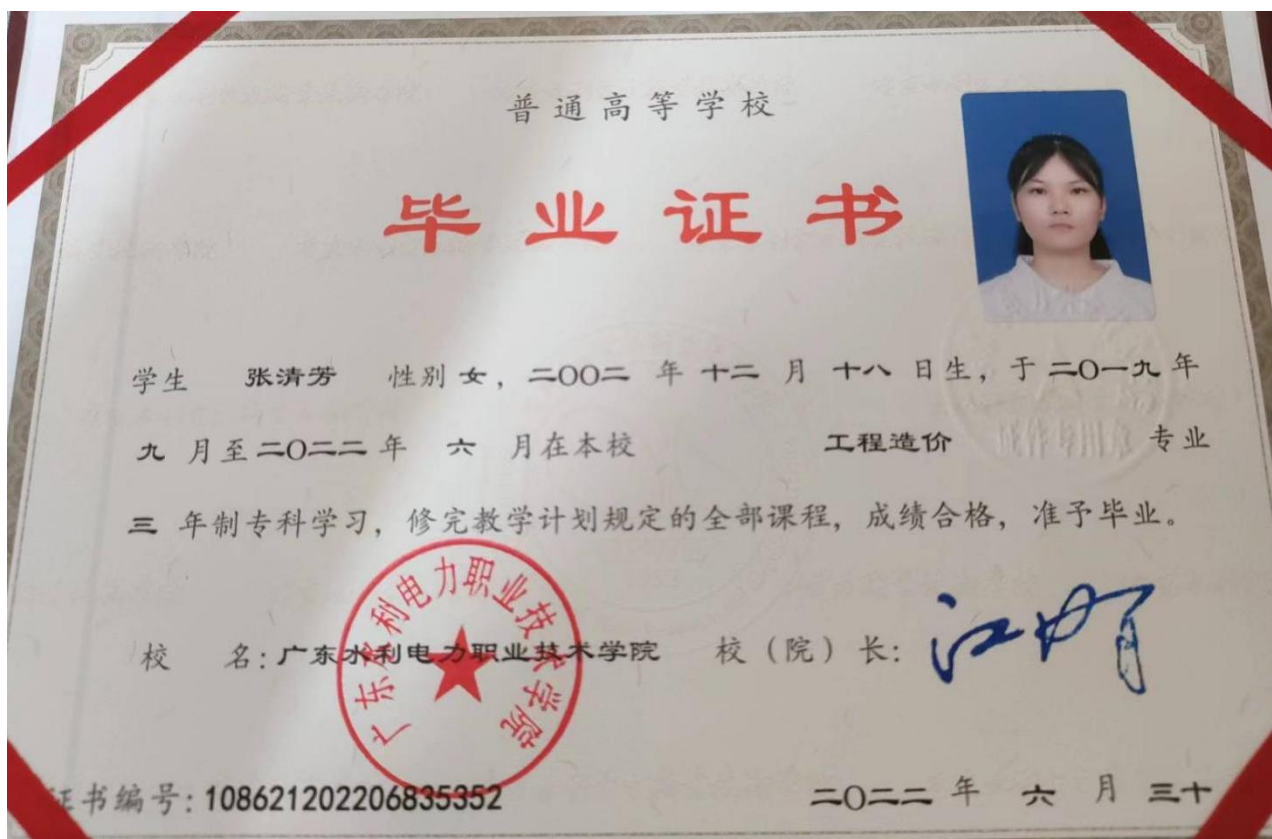 普通高等学校
毕业证书
学生 张清芳 性别 女，二〇〇二 年 十二 月 十八 日生，于 二〇一九 年
九 月至 二〇二二 年 六 月在本校 工程造价 专业
三 年制专科学习，修完教学计划规定的全部课程，成绩合格，准予毕业。
校 名：广东水利电力职业技术学院 校（院）长：
广东水利电力职业技术学院
证书编号：108621202206835352 二〇二二 年 六 月 三十